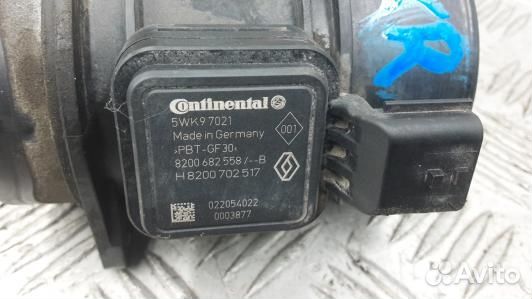 Continental
5WK9 7021
Made in Germany
>PBT-GF30<
001
8200 682 558 /--B
H 8200 702 517
022054022
0003877
R
Avito